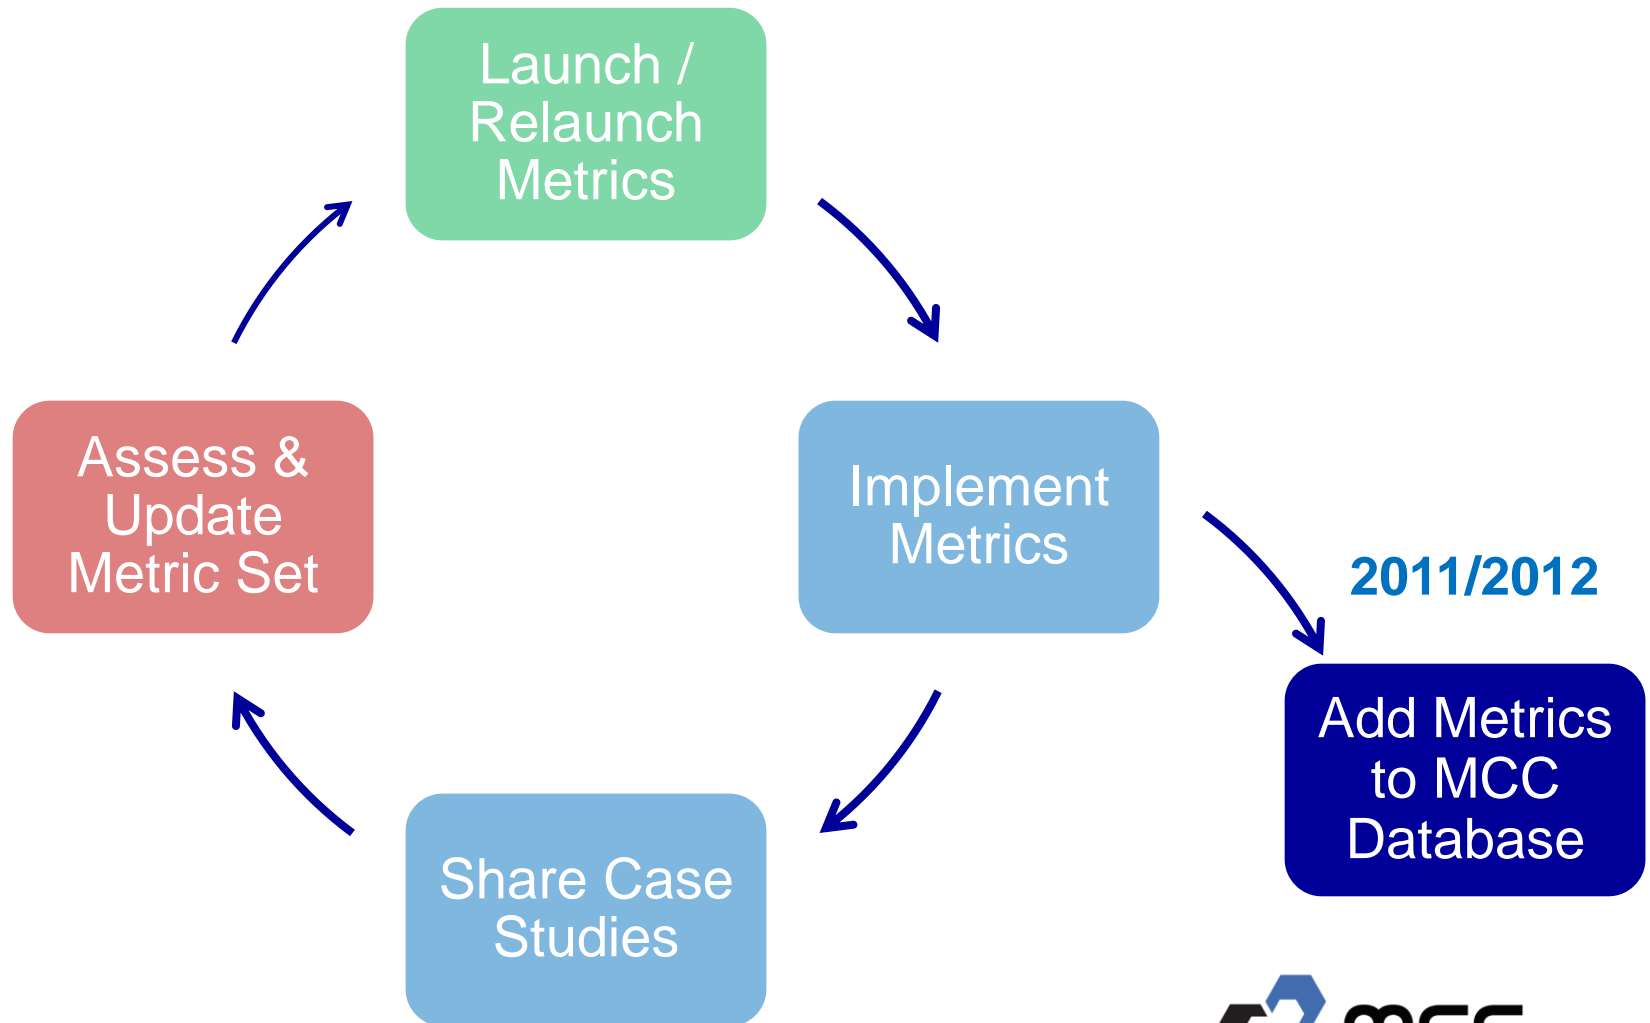 Launch /
Relaunch
Metrics
Assess &
Update
Metric Set
Implement
Metrics
2011/2012
Add Metrics
to MCC
Database
Share Case
Studies
mcc